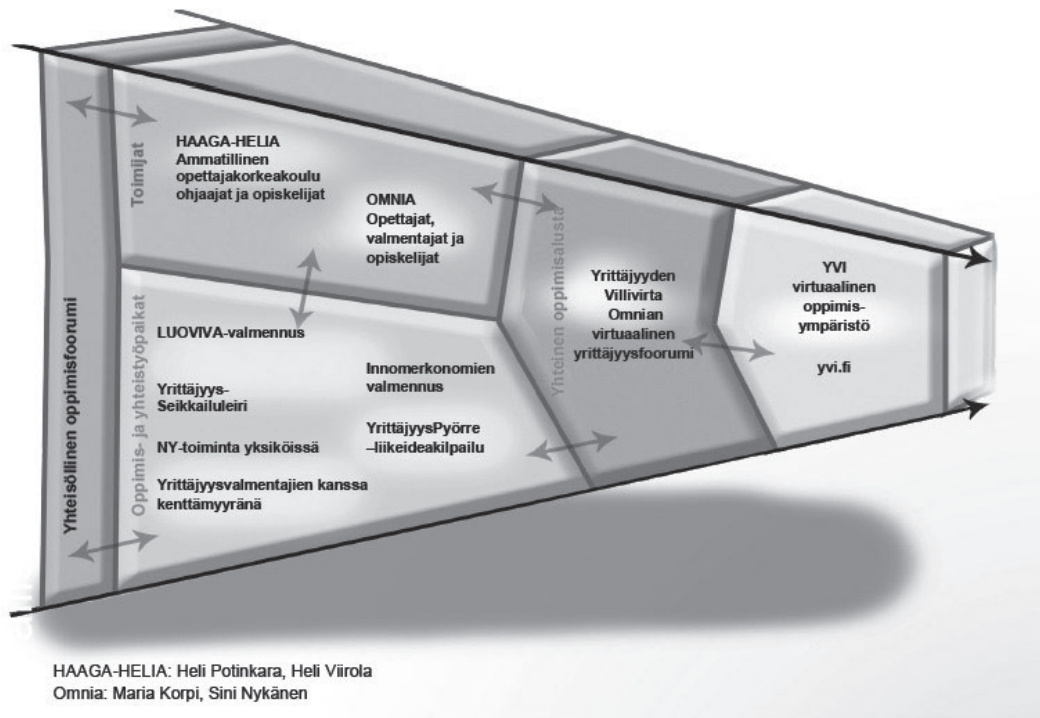 Yhteisöllinen oppimisfoorumi
Toimijat
HAAGA-HELIA
Ammatillinen
opettajakorkeakoulu
ohjaajat ja opiskelijat
OMNIA
Opettajat,
valmentajat ja
opiskelijat
Oppimis- ja yhteistyöpaikat
LUOVIVA-valmennus
Yrittäjyys-
Seikkailuleiri
NY-toiminta yksiköissä
Yrittäjyysvalmentajien kanssa
kenttämyyränä
Innomerkonomien
valmennus
YrittäjyysPyörre
–liikeideakilpailu
Yhteinen oppimisalusta
Yrittäjyyden
Villivirta
Omnian
virtuaalinen
yrittäjyysfoorumi
YVI
virtuaalinen
oppimis-
ympäristö
yvi.fi
HAAGA-HELIA: Heli Potinkara, Heli Viirola
Omnia: Maria Korpi, Sini Nykänen